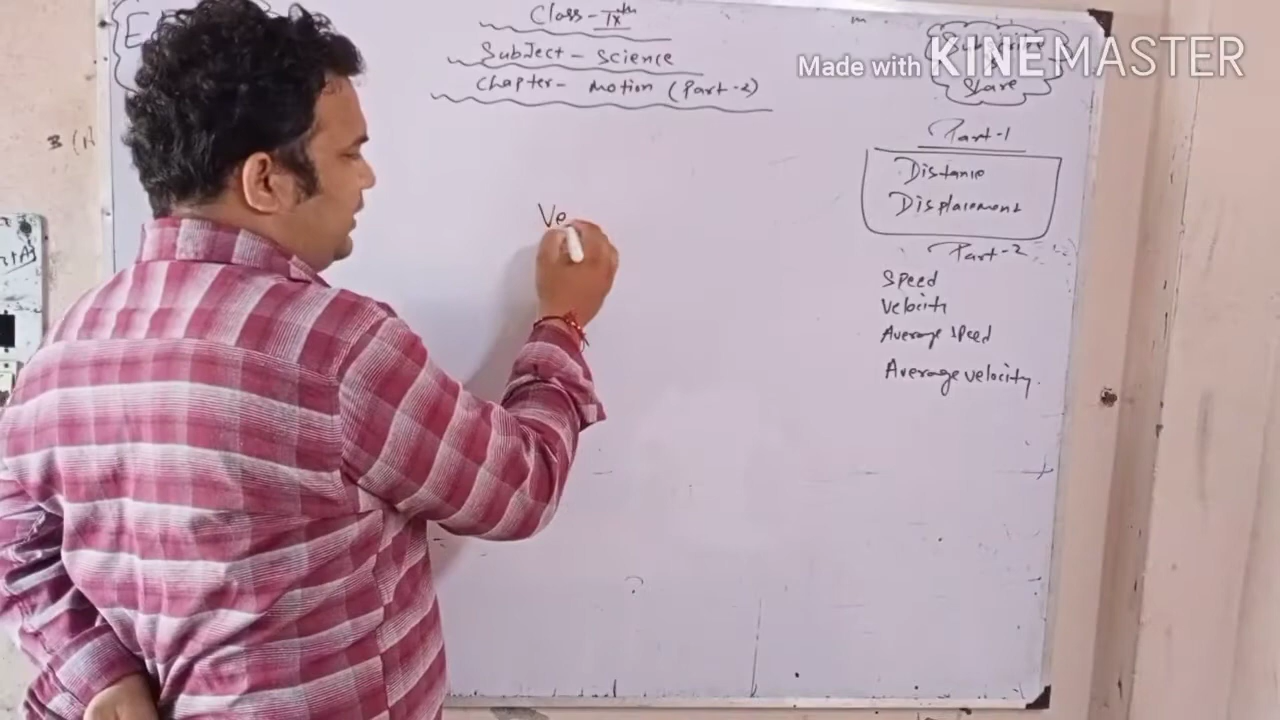 Class - IXth
Subject - Science
Chapter - Motion (Part-2)
Made with KINEMASTER
Share
Part-1
Distance
Displacement
Part-2
Speed
Velocity
Average speed
Average velocity.
Ve